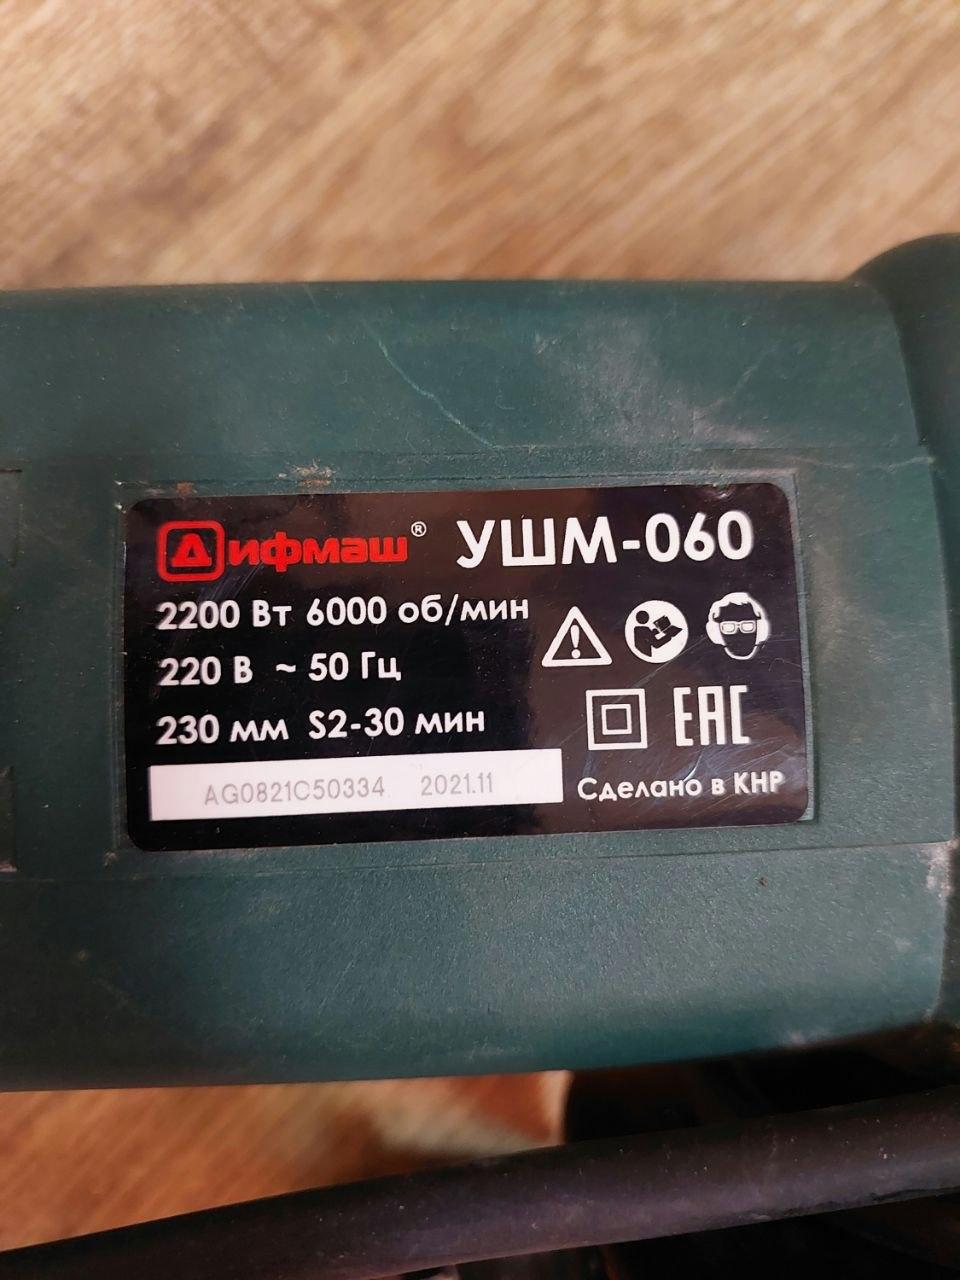 Дифмаш® УШМ-060
2200 Вт 6000 об/мин
220 В ~ 50 Гц
230 мм S2-30 мин
EAC
AG0821C50334 2021.11
Сделано в КНР